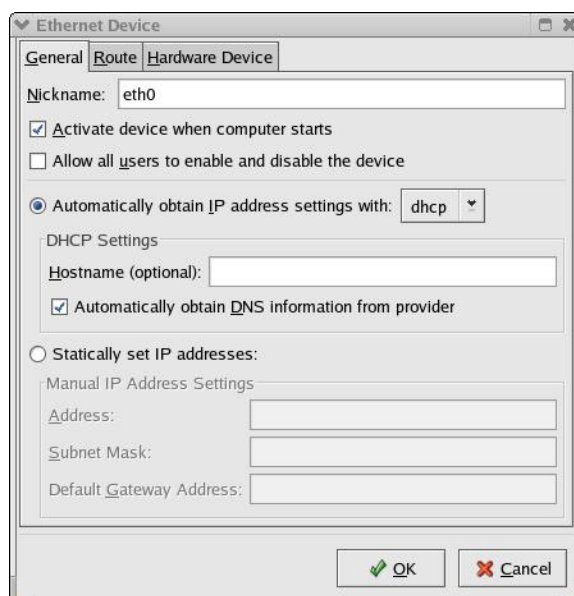 Ethernet Device
General Route Hardware Device
Nickname: eth0
Activate device when computer starts
Allow all users to enable and disable the device
Automatically obtain IP address settings with: dhcp
DHCP Settings
Hostname (optional):
Automatically obtain DNS information from provider
Statically set IP addresses:
Manual IP Address Settings
Address:
Subnet Mask:
Default Gateway Address:
OK Cancel